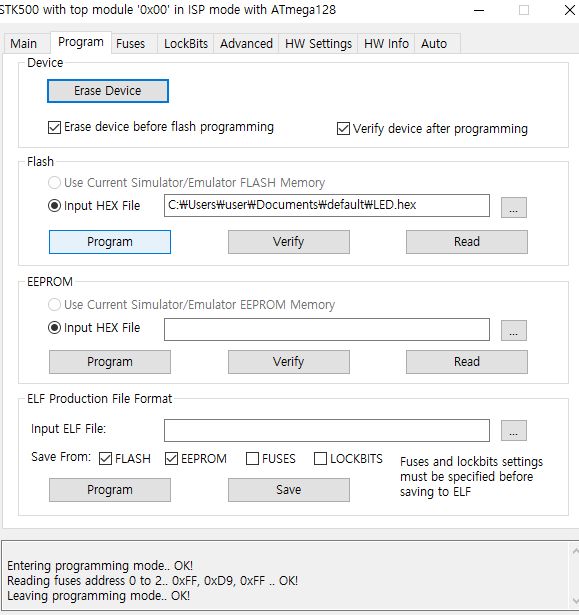 STK500 with top module '0x00' in ISP mode with ATmega128
Main Program Fuses LockBits Advanced HW Settings HW Info Auto
Device
Erase Device
Erase device before flash programming Verify device after programming
Flash
Use Current Simulator/Emulator FLASH Memory
Input HEX File C:₩Users₩user₩Documents₩default₩LED.hex ...
Program Verify Read
EEPROM
Use Current Simulator/Emulator EEPROM Memory
Input HEX File ...
Program Verify Read
ELF Production File Format
Input ELF File: ...
Save From: FLASH EEPROM FUSES LOCKBITS Fuses and lockbits settings
must be specified before
saving to ELF
Program Save
Entering programming mode.. OK!
Reading fuses address 0 to 2.. 0xFF, 0xD9, 0xFF .. OK!
Leaving programming mode.. OK!